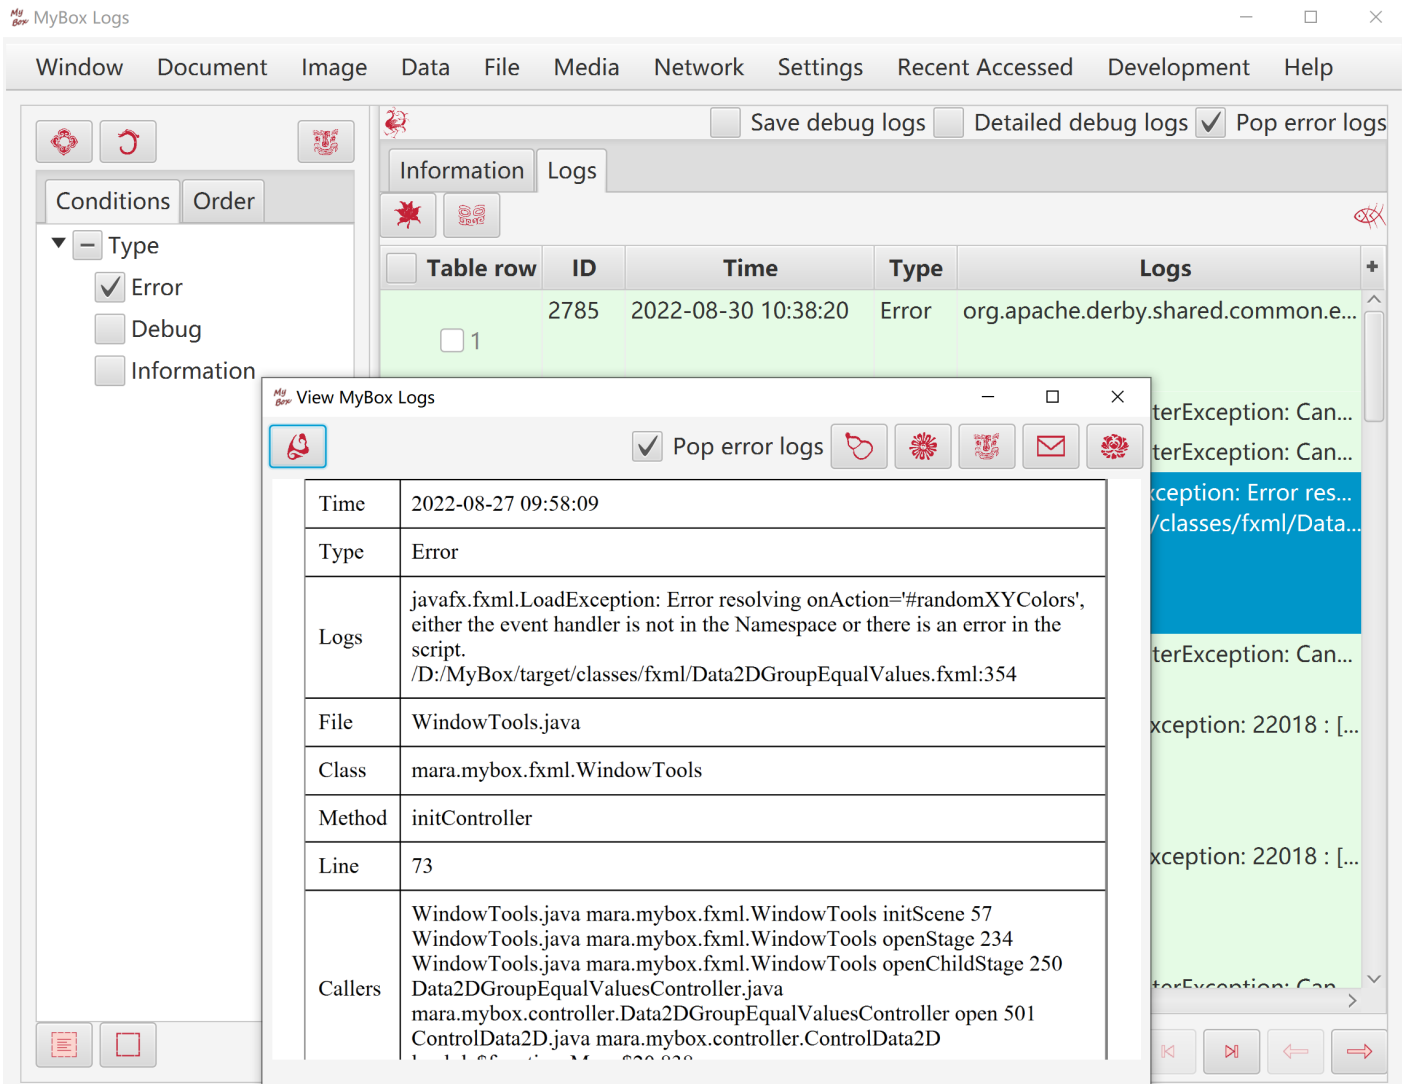 My Box MyBox Logs
Window Document Image Data File Media Network Settings Recent Accessed Development Help
Save debug logs Detailed debug logs Pop error logs
Information Logs
Conditions Order
Type
Error
Debug
Information
Table row ID Time Type Logs +
1 2785 2022-08-30 10:38:20 Error org.apache.derby.shared.common.e...
terException: Can...
terException: Can...
xception: Error res...
/classes/fxml/Data...
terException: Can...
xception: 22018 : [...
xception: 22018 : [...
terException: Can
My Box View MyBox Logs
Pop error logs
Time 2022-08-27 09:58:09
Type Error
Logs javafx.fxml.LoadException: Error resolving onAction='#randomXYColors',
either the event handler is not in the Namespace or there is an error in the
script.
/D:/MyBox/target/classes/fxml/Data2DGroupEqualValues.fxml:354
File WindowTools.java
Class mara.mybox.fxml.WindowTools
Method initController
Line 73
Callers WindowTools.java mara.mybox.fxml.WindowTools initScene 57
WindowTools.java mara.mybox.fxml.WindowTools openStage 234
WindowTools.java mara.mybox.fxml.WindowTools openChildStage 250
Data2DGroupEqualValuesController.java
mara.mybox.controller.Data2DGroupEqualValuesController open 501
ControlData2D.java mara.mybox.controller.ControlData2D